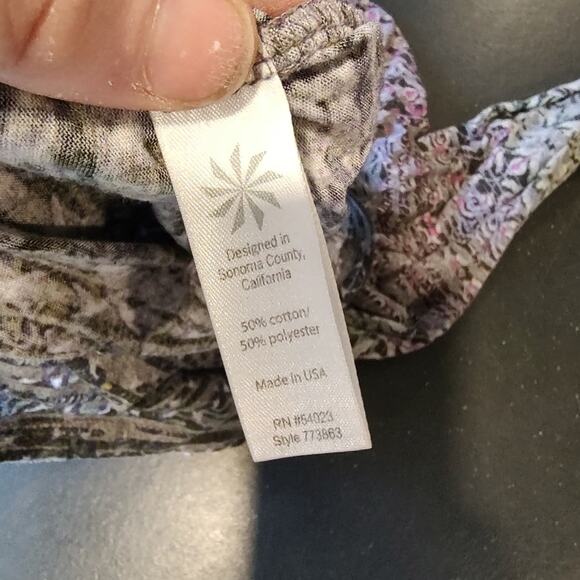 Designed in
Sonoma County,
California
50% cotton/
50% polyester
Made in USA
RN #54023
Style 773863